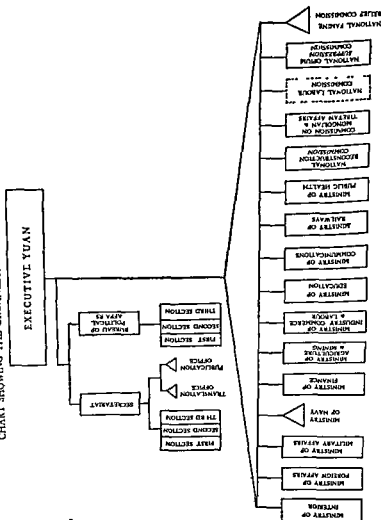 EXECUTIVE YUAN
SECRETARIAT
BUREAU OF
POLITICAL
AFFAIRS
FIRST SECTION
SECOND SECTION
TH RD SECTION
TRANSLATION
OFFICE
PUBLICATION
OFFICE
FIRST SECTION
SECOND SECTION
THIRD SECTION
MINISTRY OF
INTERIOR
MINISTRY OF
FOREIGN AFFAIRS
MINISTRY OF
MILITARY AFFAIRS
MINISTRY
OF NAVY
MINISTRY OF
FINANCE
MINISTRY OF
AGRICULTURE
& MINING
MINISTRY OF
INDUSTRY COMMERCE
& LABOUR
MINISTRY OF
EDUCATION
MINISTRY OF
COMMUNICATIONS
MINISTRY OF
RAILWAYS
MINISTRY OF
PUBLIC HEALTH
NATIONAL
RECONSTRUCTION
COMMISSION
COMMISSION ON
MONGOLIAN &
TIBETAN AFFAIRS
NATIONAL LABOUR
COMMISSION
NATIONAL OPIUM
SUPPRESSION
COMMISSION
NATIONAL FAMINE
RELIEF COMMISSION